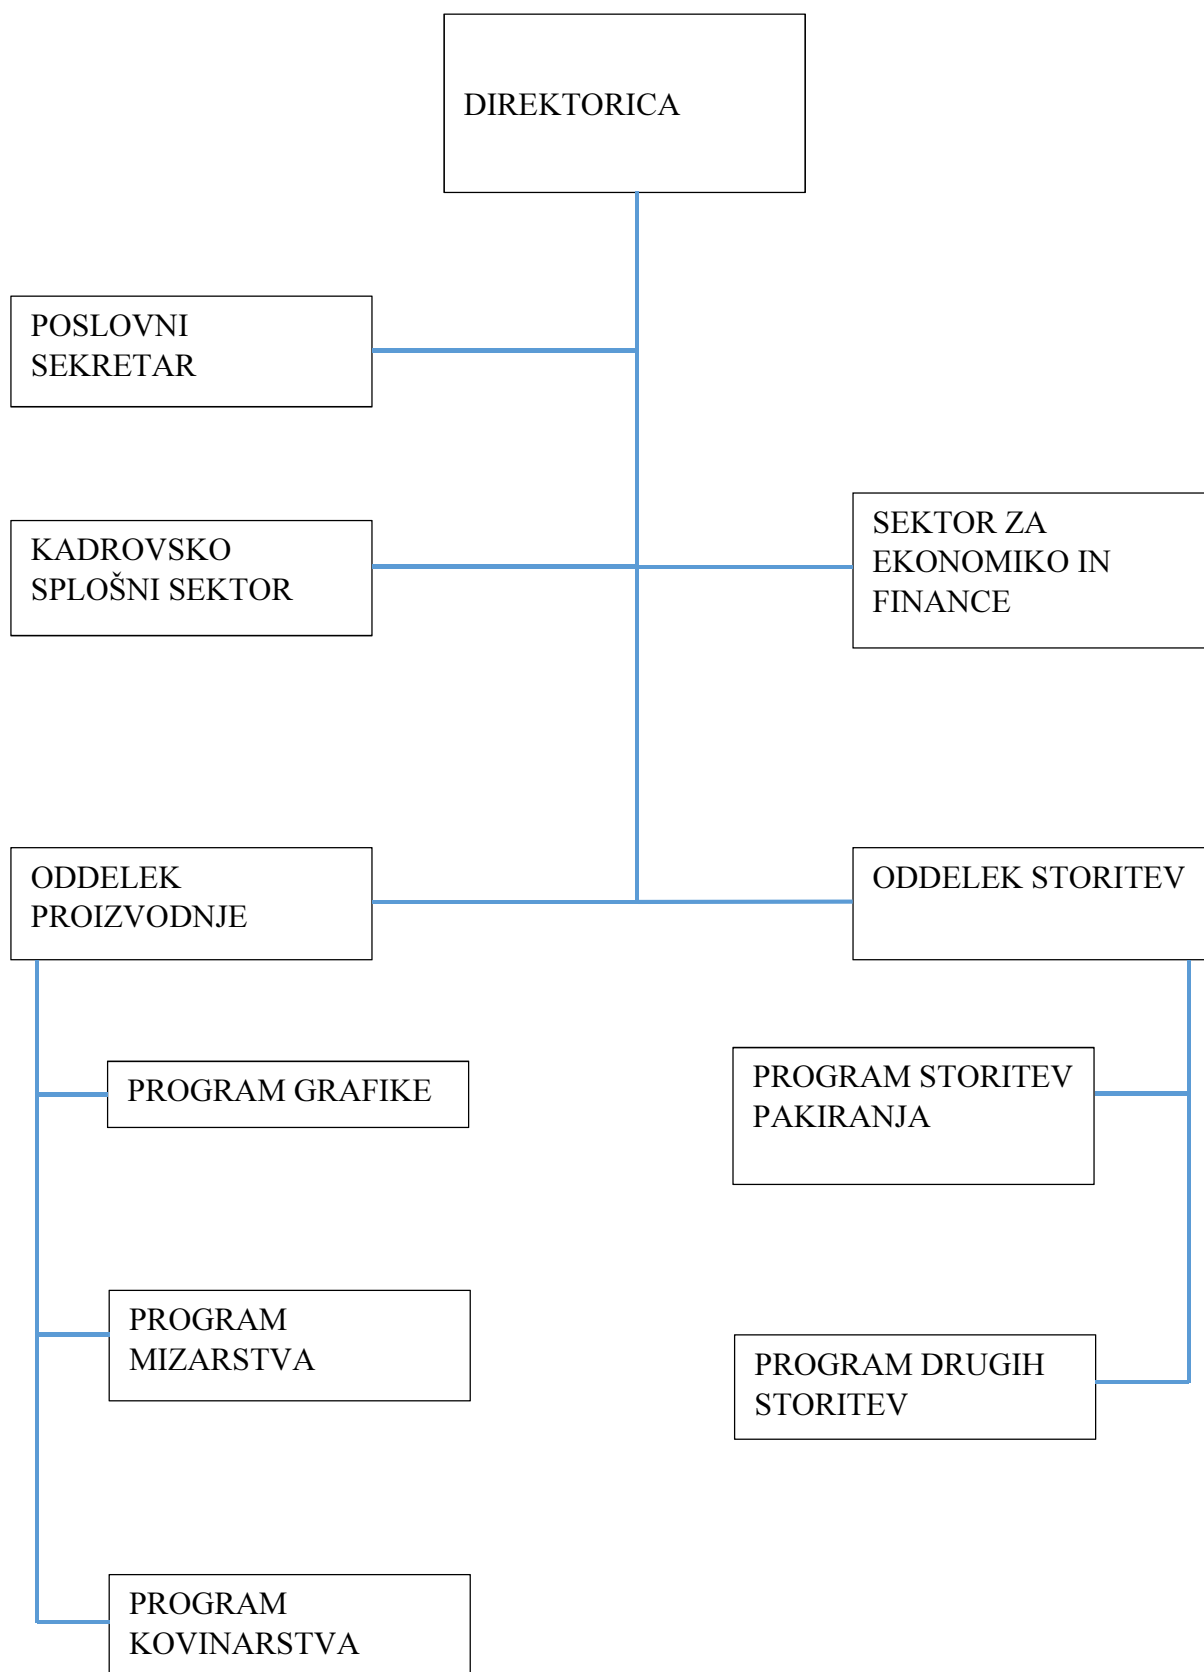 DIREKTORICA
POSLOVNI
SEKRETAR
KADROVSKO
SPLOŠNI SEKTOR
SEKTOR ZA
EKONOMIKO IN
FINANCE
ODDELEK
PROIZVODNJE
ODDELEK STORITEV
PROGRAM GRAFIKE
PROGRAM STORITEV
PAKIRANJA
PROGRAM
MIZARSTVA
PROGRAM DRUGIH
STORITEV
PROGRAM
KOVINARSTVA